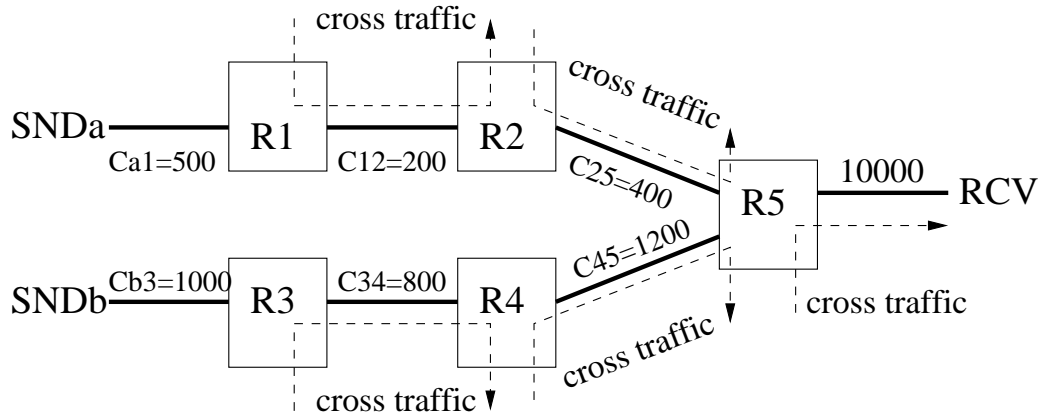 cross traffic
SNDa
R1
R2
cross traffic
Ca1=500
C12=200
C25=400
R5
10000
RCV
SNDb
Cb3=1000
R3
C34=800
R4
C45=1200
cross traffic
cross traffic
cross traffic